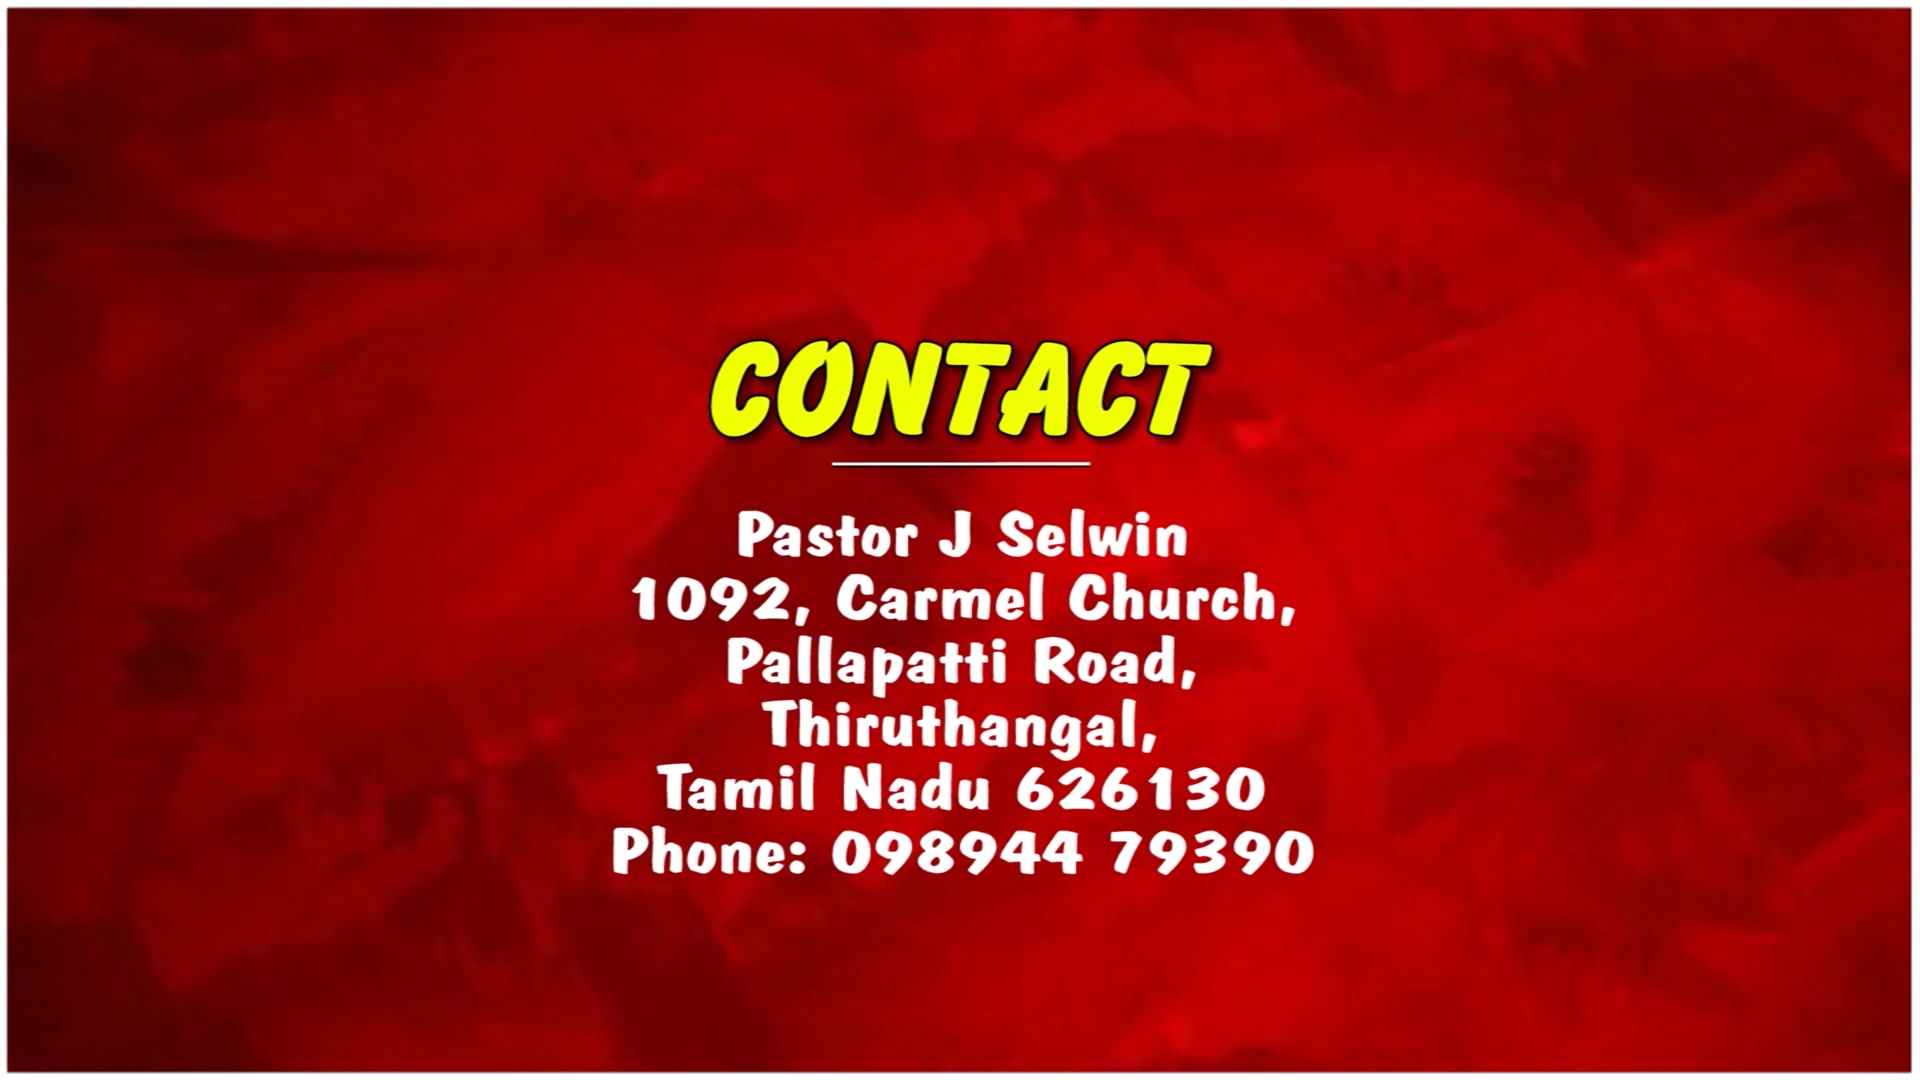 CONTACT
Pastor J Selwin
1092, Carmel Church,
Pallapatti Road,
Thiruthangal,
Tamil Nadu 626130
Phone: 098944 79390